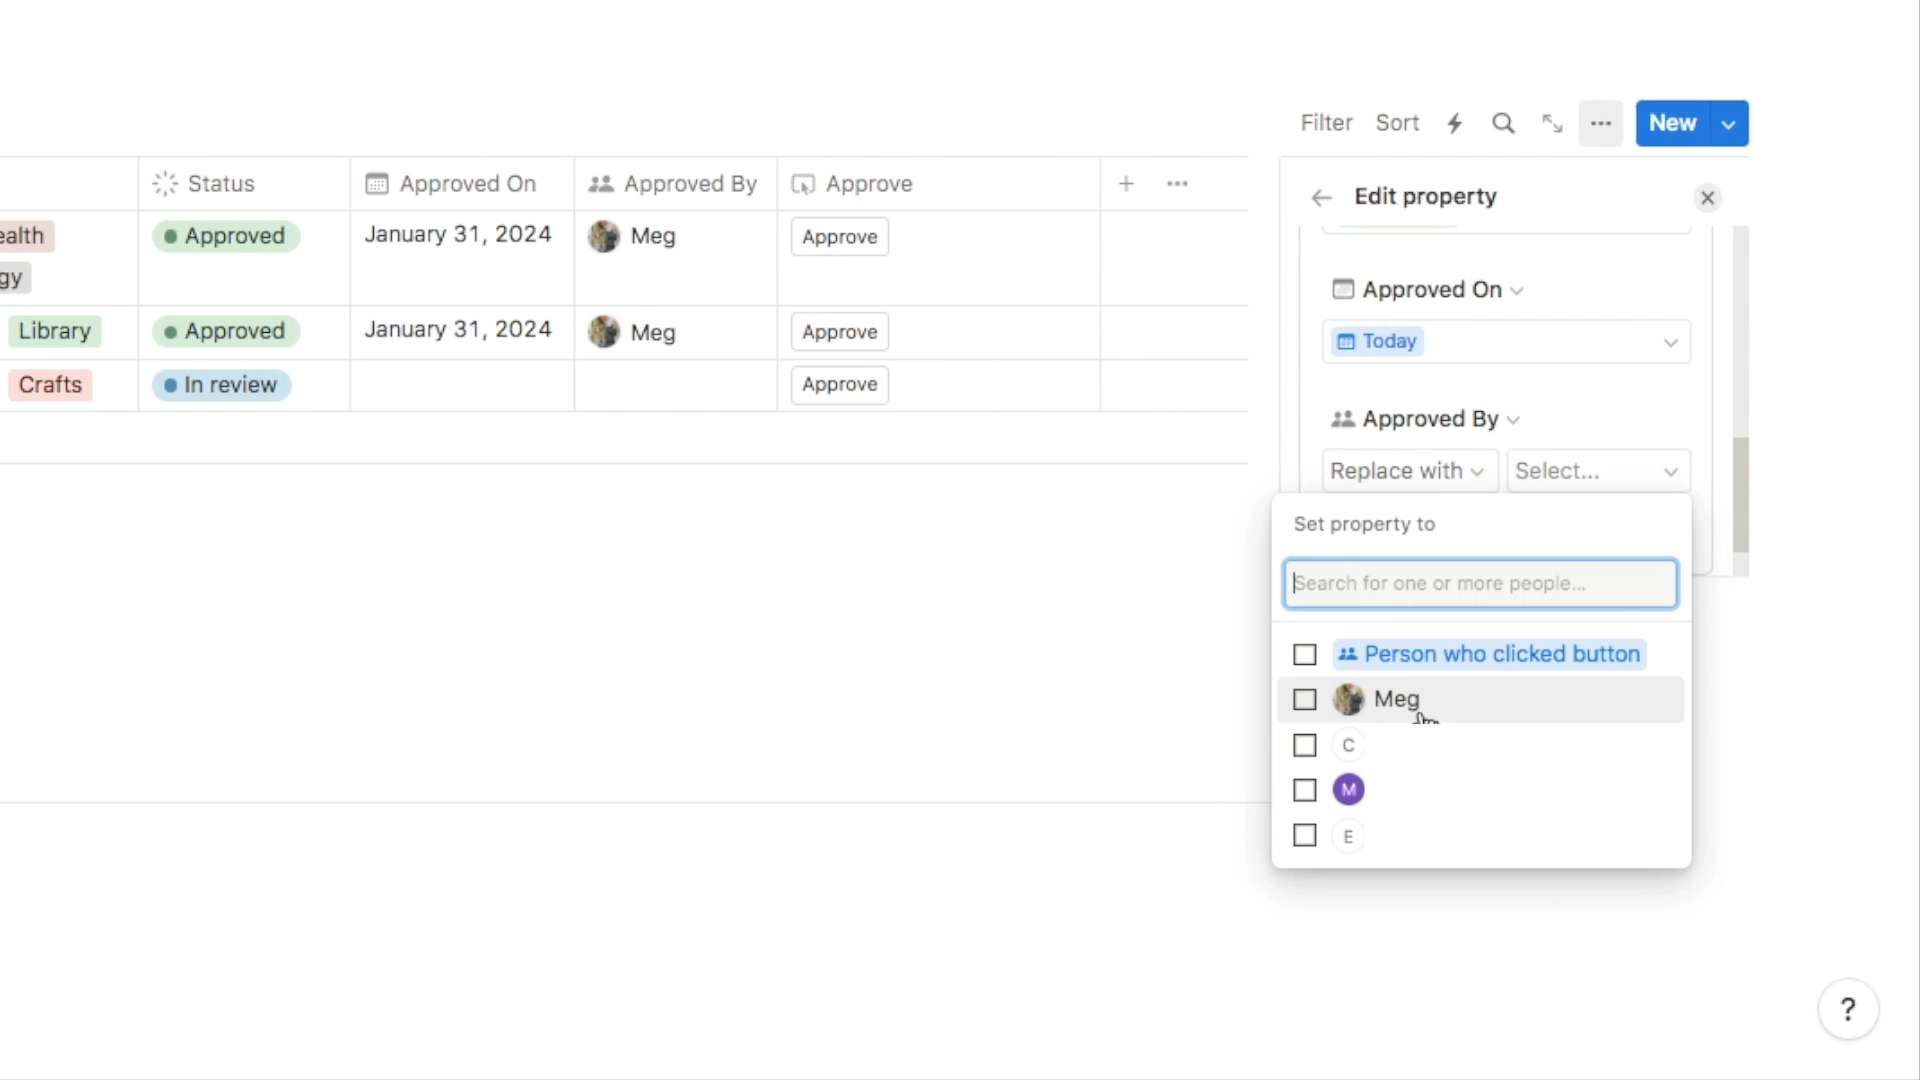 Filter Sort New
Status Approved On Approved By Approve
Edit property
ealth Approved January 31, 2024 Meg Approve
gy
Approved On
Library Approved January 31, 2024 Meg Approve
Today
Crafts In review Approve
Approved By
Replace with Select...
Set property to
Search for one or more people...
Person who clicked button
Meg
C
M
E
?